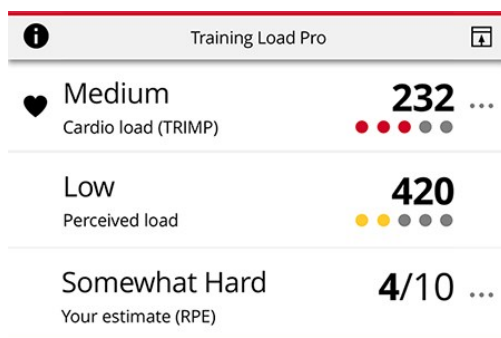 Training Load Pro
Medium 232
Cardio load (TRIMP)
Low 420
Perceived load
Somewhat Hard 4/10
Your estimate (RPE)